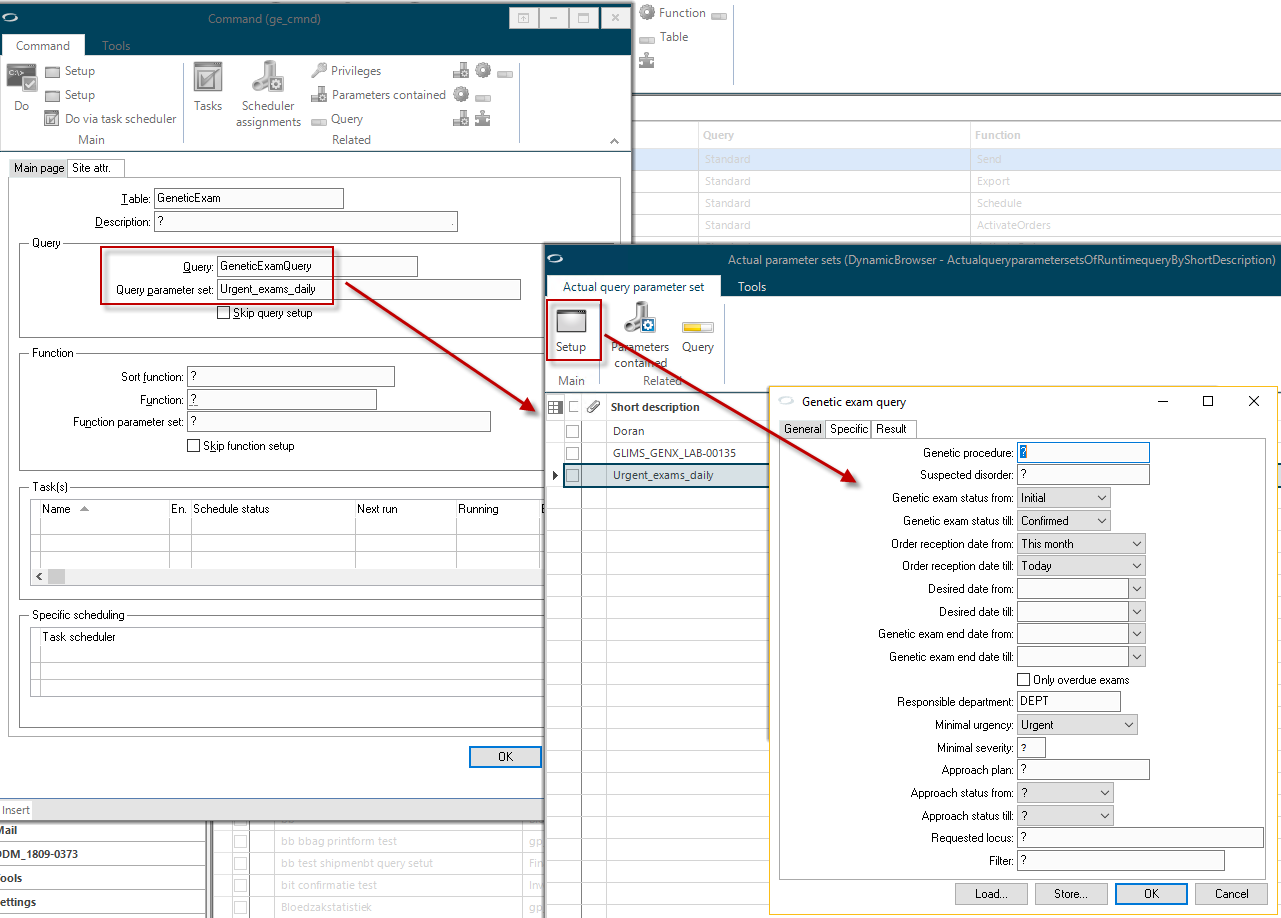 Command (ge_cmnd)
Command
Tools
Do
Setup
Setup
Do via task scheduler
Main
Tasks
Scheduler
assignments
Privileges
Parameters contained
Query
Related
Function
Table
Query
Function
Standard
Send
Standard
Export
Standard
Schedule
Standard
ActivateOrders
Main page
Site attr.
Table: GeneticExam
Description: ?
Query
Query: GeneticExamQuery
Query parameter set: Urgent_exams_daily
Skip query setup
Function
Sort function: ?
Function: ?
Function parameter set: ?
Skip function setup
Task(s)
Name
En.
Schedule status
Next run
Running
Specific scheduling
Task scheduler
OK
Insert
Mail
DDM_1809-0373
ools
ettings
bb bbag printform test
gp
bb test shipmenbt query setut
Fin
bit confirmatie test
Inv
Bloedzakstatistiek
gp
Actual parameter sets (DynamicBrowser - ActualqueryparametersetsOfRuntimequeryByShortDescription)
Actual query parameter set
Tools
Setup
Main
Parameters
contained
Query
Related
Short description
Doran
GLIMS_GENX_LAB-00135
Urgent_exams_daily
Genetic exam query
General
Specific
Result
Genetic procedure: ?
Suspected disorder: ?
Genetic exam status from: Initial
Genetic exam status till: Confirmed
Order reception date from: This month
Order reception date till: Today
Desired date from:
Desired date till:
Genetic exam end date from:
Genetic exam end date till:
Only overdue exams
Responsible department: DEPT
Minimal urgency: Urgent
Minimal severity: ?
Approach plan: ?
Approach status from: ?
Approach status till: ?
Requested locus: ?
Filter: ?
Load...
Store...
OK
Cancel